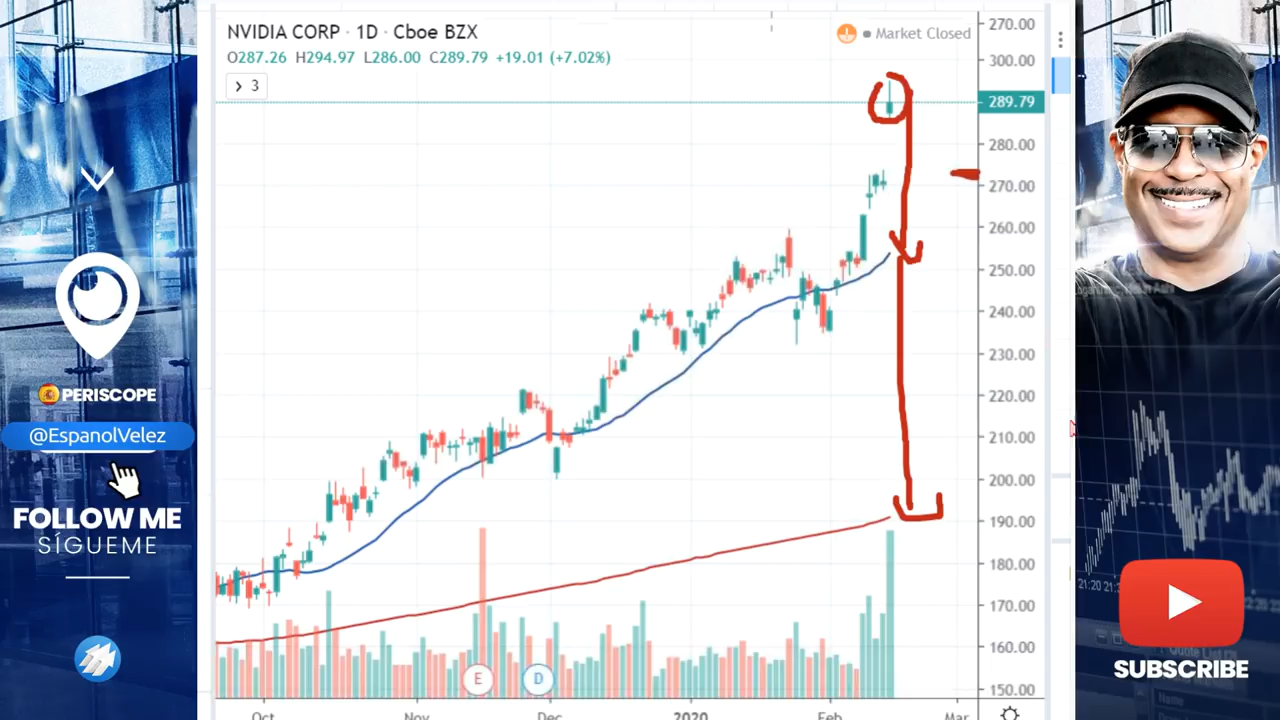 NVIDIA CORP · 1D · Cboe BZX
Market Closed
O287.26 H294.97 L286.00 C289.79 +19.01 (+7.02%)
3
270.00
300.00
289.79
280.00
270.00
260.00
250.00
240.00
230.00
220.00
210.00
200.00
190.00
180.00
170.00
160.00
150.00
E
D
Oct
Nov
Dec
2020
Feb
Mar
PERISCOPE
@EspanolVelez
FOLLOW ME
SÍGUEME
21:20
SUBSCRIBE